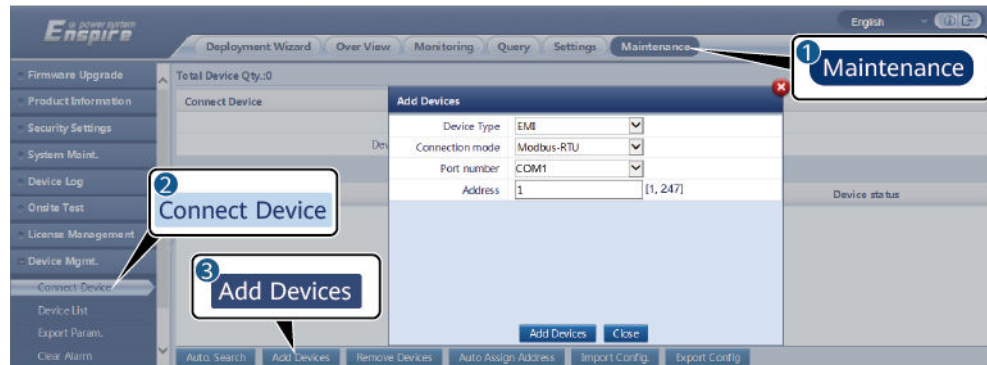 a power system
Enspire
English
Deployment Wizard Over View Monitoring Query Settings Maintenance
1
Maintenance
Firmware Upgrade
Product Information
Security Settings
System Maint.
Device Log
Onsite Test
License Management
Device Mgmt.
Connect Device
Device List
Export Param.
Clear Alarm
2
Connect Device
Total Device Qty.:0
Connect Device
Dev
Device status
Add Devices
Device Type EMI
Connection mode Modbus-RTU
Port number COM1
Address 1 [1, 247]
Add Devices Close
3
Add Devices
Auto. Search Add Devices Remove Devices Auto Assign Address Import Config. Export Config